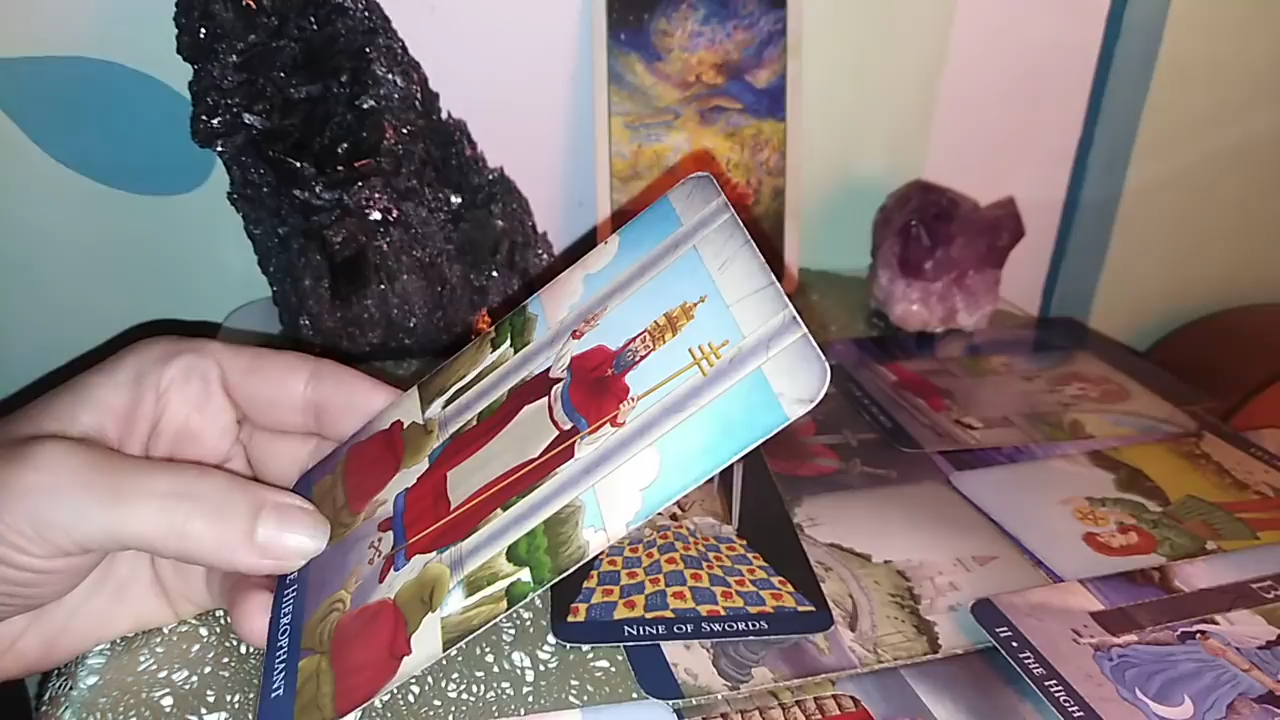 E HIEROPHANT
NINE OF SWORDS
II • THE HIGH